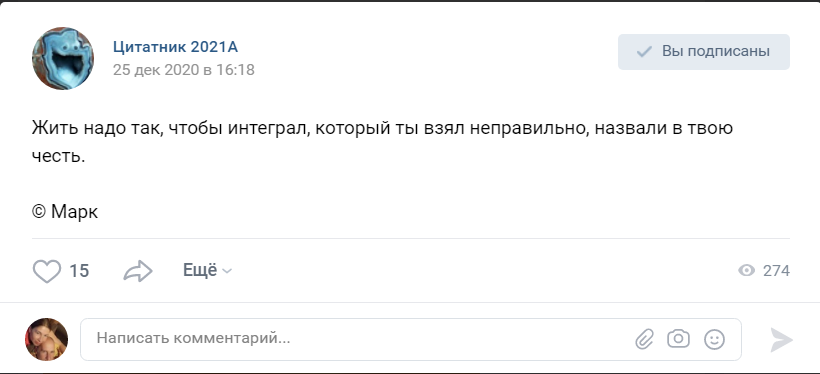 Цитатник 2021А
25 дек 2020 в 16:18
Вы подписаны
Жить надо так, чтобы интеграл, который ты взял неправильно, назвали в твою
честь.
© Марк
15
Ещё
274
Написать комментарий...